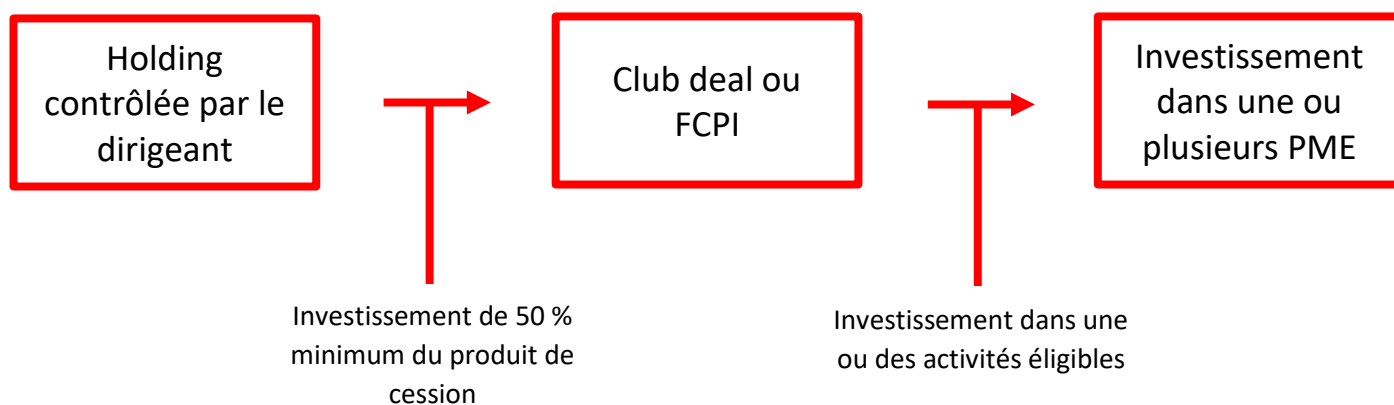 Holding
contrôlée par le
dirigeant
Club deal ou
FCPI
Investissement
dans une ou
plusieurs PME
Investissement de 50 %
minimum du produit de
cession
Investissement dans une
ou des activités éligibles